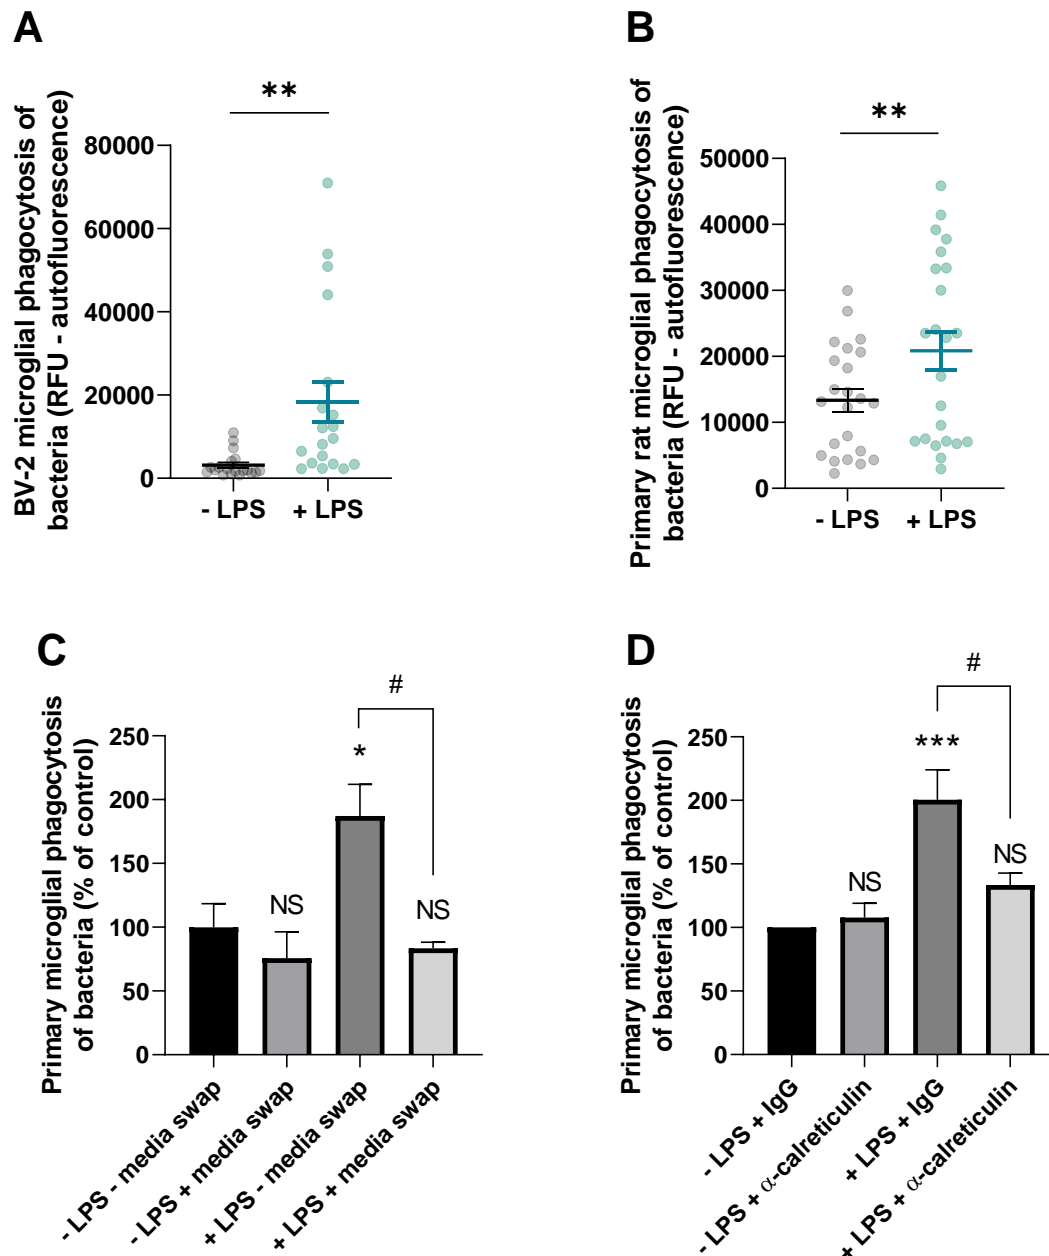 A
BV-2 microglial phagocytosis of
bacteria (RFU - autofluorescence)
**
80000
60000
40000
20000
0
- LPS
+ LPS
B
Primary rat microglial phagocytosis of
bacteria (RFU - autofluorescence)
**
50000
40000
30000
20000
10000
0
- LPS
+ LPS
C
Primary microglial phagocytosis
of bacteria (% of control)
#
*
NS
NS
250
200
150
100
50
0
- LPS - media swap
- LPS + media swap
+ LPS - media swap
+ LPS + media swap
D
Primary microglial phagocytosis
of bacteria (% of control)
#
***
NS
NS
250
200
150
100
50
0
- LPS + IgG
- LPS + α-calreticulin
+ LPS + IgG
+ LPS + α-calreticulin